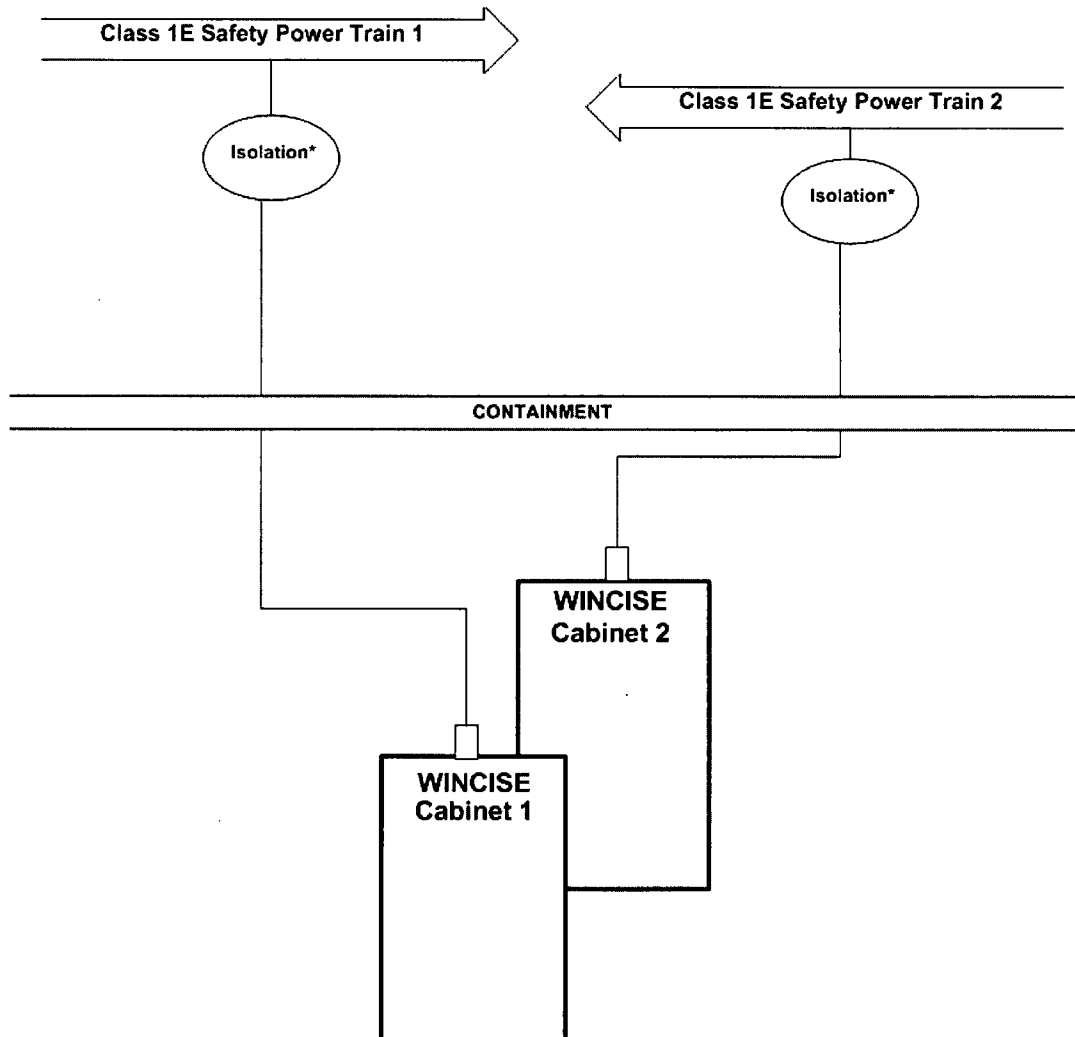 Class 1E Safety Power Train 1
Class 1E Safety Power Train 2
Isolation*
Isolation*
CONTAINMENT
WINCISE
Cabinet 2
WINCISE
Cabinet 1